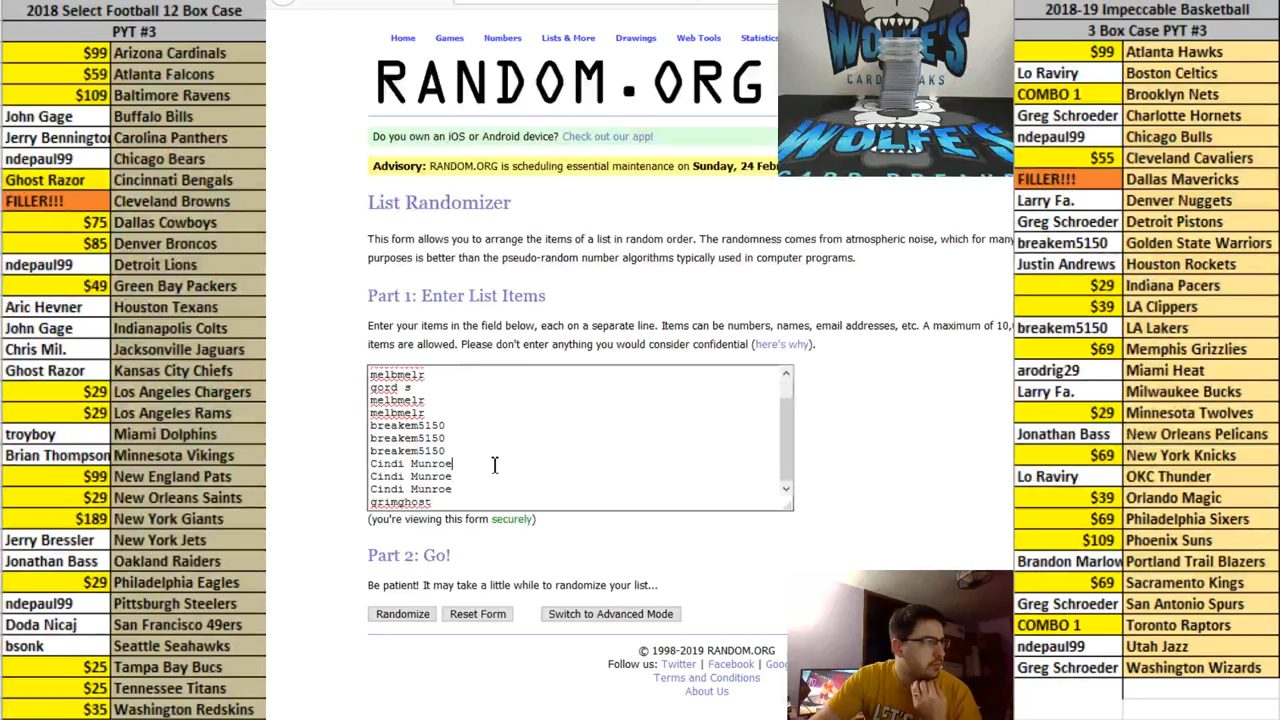 2018 Select Football 12 Box Case
PYT #3
$99 Arizona Cardinals
$59 Atlanta Falcons
$109 Baltimore Ravens
John Gage Buffalo Bills
Jerry Bennington Carolina Panthers
ndepaul99 Chicago Bears
Ghost Razor Cincinnati Bengals
FILLER!!! Cleveland Browns
$75 Dallas Cowboys
$85 Denver Broncos
ndepaul99 Detroit Lions
$49 Green Bay Packers
Aric Hevner Houston Texans
John Gage Indianapolis Colts
Chris Mil. Jacksonville Jaguars
Ghost Razor Kansas City Chiefs
$29 Los Angeles Chargers
$29 Los Angeles Rams
troyboy Miami Dolphins
Brian Thompson Minnesota Vikings
$99 New England Pats
$29 New Orleans Saints
$189 New York Giants
Jerry Bressler New York Jets
Jonathan Bass Oakland Raiders
$29 Philadelphia Eagles
ndepaul99 Pittsburgh Steelers
Doda Nicaj San Francisco 49ers
bsonk Seattle Seahawks
$25 Tampa Bay Bucs
$25 Tennessee Titans
$35 Washington Redskins
Home Games Numbers Lists & More Drawings Web Tools Statistics
RANDOM.ORG
Do you own an iOS or Android device? Check out our app!
Advisory: RANDOM.ORG is scheduling essential maintenance on Sunday, 24 Feb
List Randomizer
This form allows you to arrange the items of a list in random order. The randomness comes from atmospheric noise, which for many
purposes is better than the pseudo-random number algorithms typically used in computer programs.
Part 1: Enter List Items
Enter your items in the field below, each on a separate line. Items can be numbers, names, email addresses, etc. A maximum of 10,
items are allowed. Please don't enter anything you would consider confidential (here's why).
melbmelr
gord s
melbmelr
melbmelr
breakem5150
breakem5150
breakem5150
Cindi Munroe
Cindi Munroe
Cindi Munroe
grimghost
(you're viewing this form securely)
Part 2: Go!
Be patient! It may take a little while to randomize your list...
Randomize Reset Form Switch to Advanced Mode
© 1998-2019 RANDOM.ORG
Follow us: Twitter | Facebook | Goo
Terms and Conditions
About Us
WOLFE'S
CARD BREAKS
WOLFE'S
CARD BREAKS
LET'S
2018-19 Impeccable Basketball
3 Box Case PYT #3
$99 Atlanta Hawks
Lo Raviry Boston Celtics
COMBO 1 Brooklyn Nets
Greg Schroeder Charlotte Hornets
ndepaul99 Chicago Bulls
$55 Cleveland Cavaliers
FILLER!!! Dallas Mavericks
Larry Fa. Denver Nuggets
Greg Schroeder Detroit Pistons
breakem5150 Golden State Warriors
Justin Andrews Houston Rockets
$29 Indiana Pacers
$39 LA Clippers
breakem5150 LA Lakers
$69 Memphis Grizzlies
arodrig29 Miami Heat
Larry Fa. Milwaukee Bucks
$29 Minnesota Twolves
Jonathan Bass New Orleans Pelicans
$69 New York Knicks
Lo Raviry OKC Thunder
$39 Orlando Magic
$69 Philadelphia Sixers
$109 Phoenix Suns
Brandon Marlow Portland Trail Blazers
$69 Sacramento Kings
Greg Schroeder San Antonio Spurs
COMBO 1 Toronto Raptors
ndepaul99 Utah Jazz
Greg Schroeder Washington Wizards